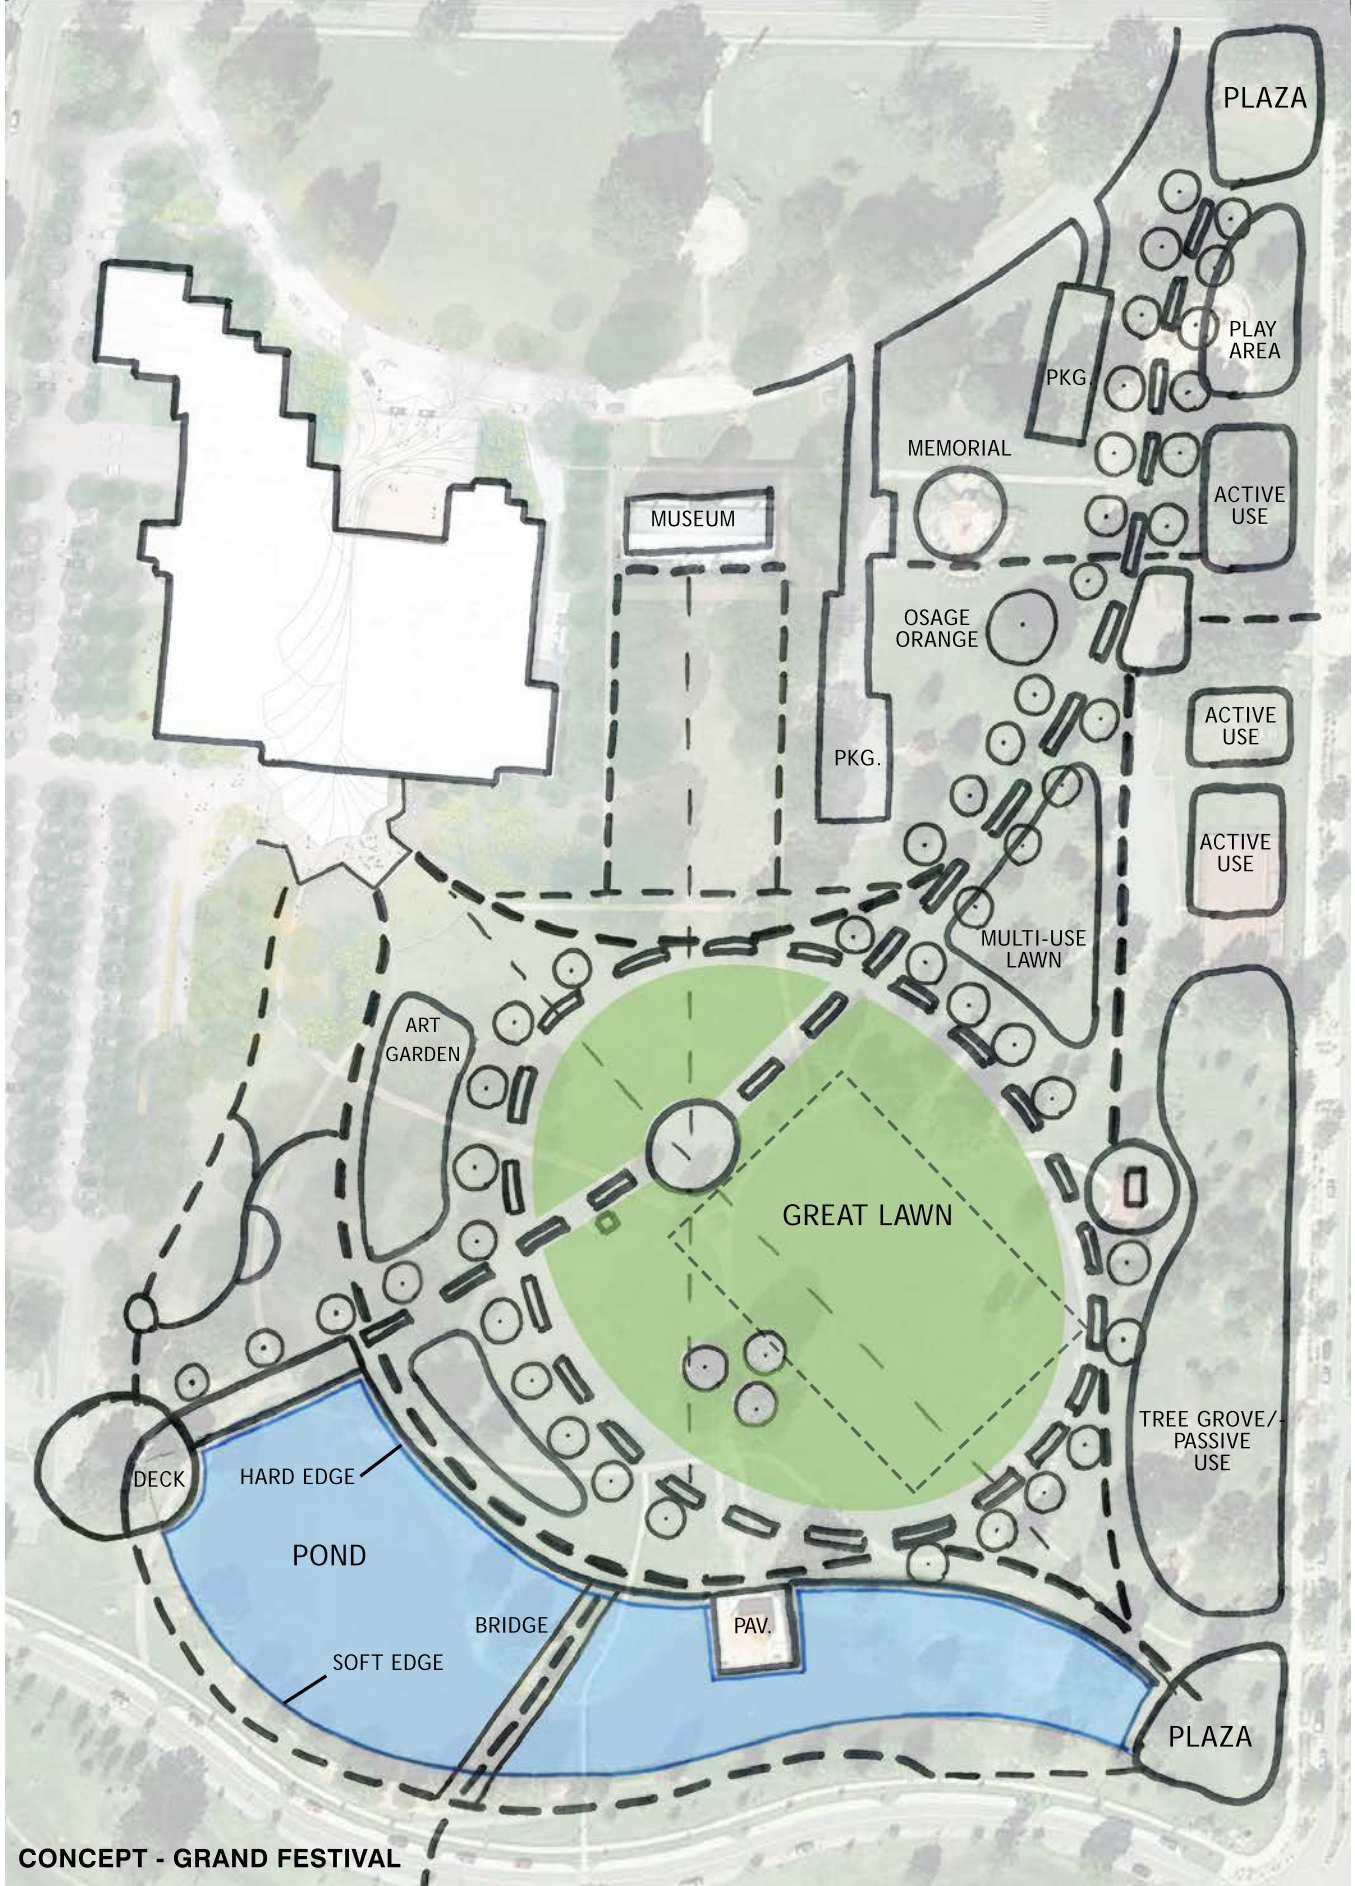 PLAZA
PLAY
AREA
PKG.
MEMORIAL
ACTIVE
USE
MUSEUM
OSAGE
ORANGE
ACTIVE
USE
PKG.
ACTIVE
USE
MULTI-USE
LAWN
ART
GARDEN
GREAT LAWN
TREE GROVE/-
PASSIVE
USE
DECK
HARD EDGE
POND
BRIDGE
PAV.
SOFT EDGE
PLAZA
CONCEPT - GRAND FESTIVAL